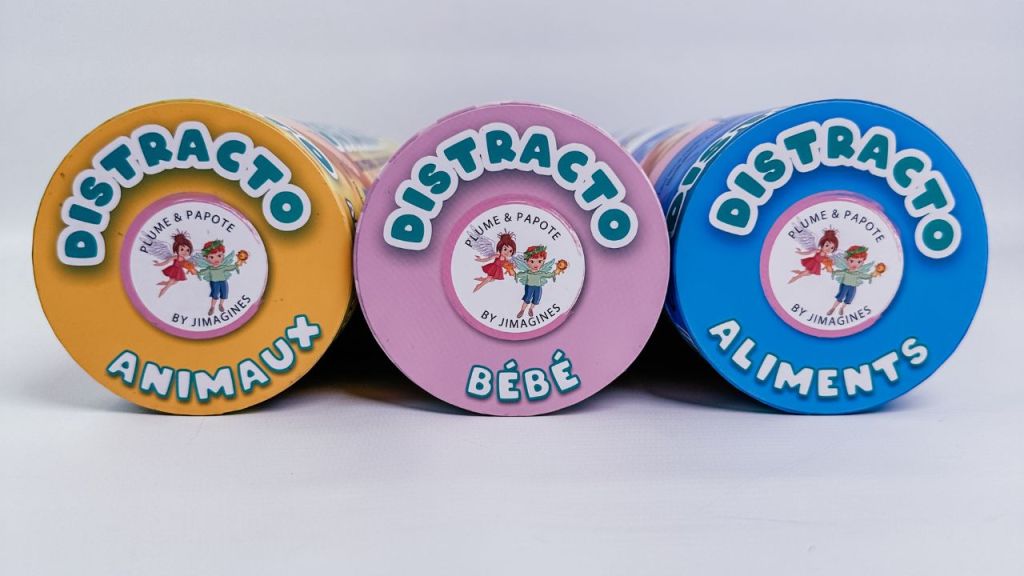 DISTRACTO
PLUME & PAPOTE
BY JIMAGINES
ANIMAUX
DISTRACTO
PLUME & PAPOTE
BY JIMAGINES
BÉBÉ
DISTRACTO
PLUME & PAPOTE
BY JIMAGINES
ALIMENTS